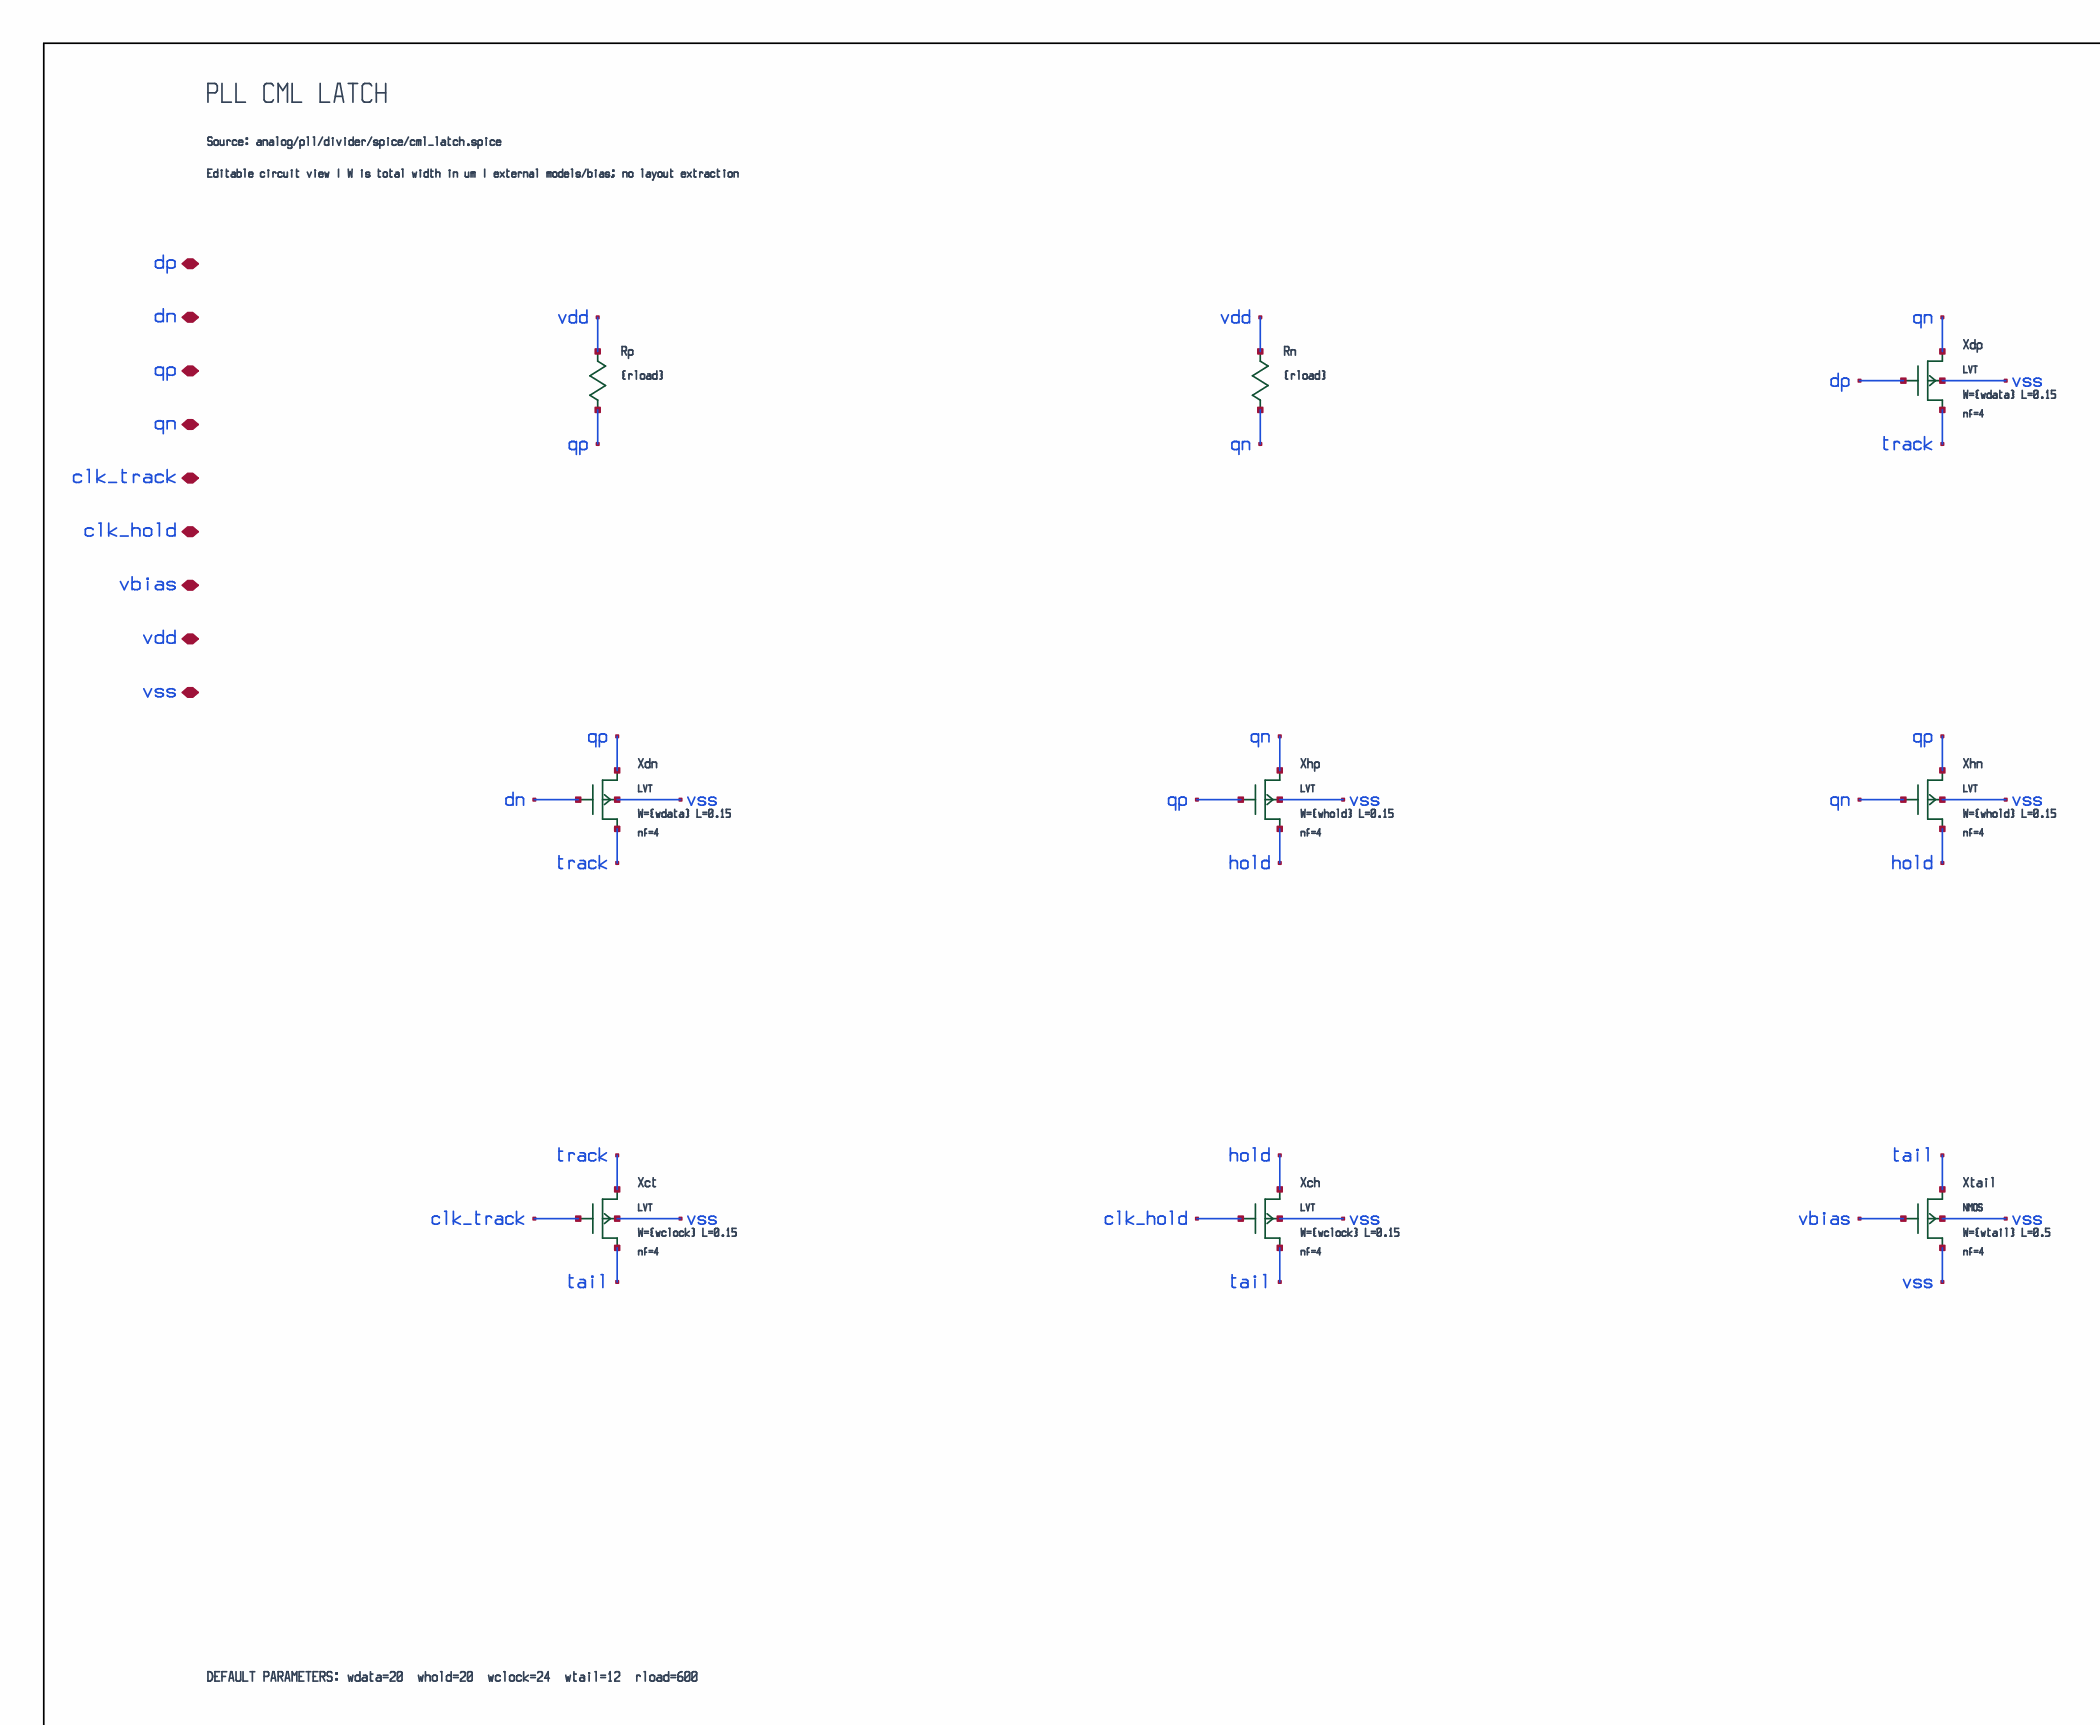 PLL CML LATCH
Source: analog/pll/divider/spice/cml_latch.spice
Editable circuit view | W is total width in um | external models/bias; no layout extraction
dp
dn
qp
qn
clk_track
clk_hold
vbias
vdd
vss
vdd
Rp
{rload}
qp
vdd
Rn
{rload}
qn
qn
Xdp
LVT
dp
vss
W={wdata} L=0.15
nf=4
track
qp
Xdn
LVT
dn
vss
W={wdata} L=0.15
nf=4
track
qn
Xhp
LVT
qp
vss
W={whold} L=0.15
nf=4
hold
qp
Xhn
LVT
qn
vss
W={whold} L=0.15
nf=4
hold
track
Xct
LVT
clk_track
vss
W={wclock} L=0.15
nf=4
tail
hold
Xch
LVT
clk_hold
vss
W={wclock} L=0.15
nf=4
tail
tail
Xtail
NMOS
vbias
vss
W={wtail} L=0.5
nf=4
vss
DEFAULT PARAMETERS: wdata=20 whold=20 wclock=24 wtail=12 rload=600